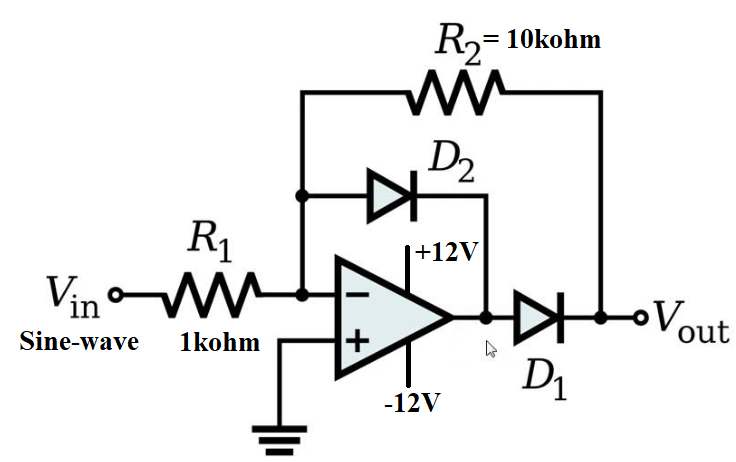 R2= 10kohm
D2
R1
+12V
Vin
−
Vout
Sine-wave
1kohm
+
D1
-12V